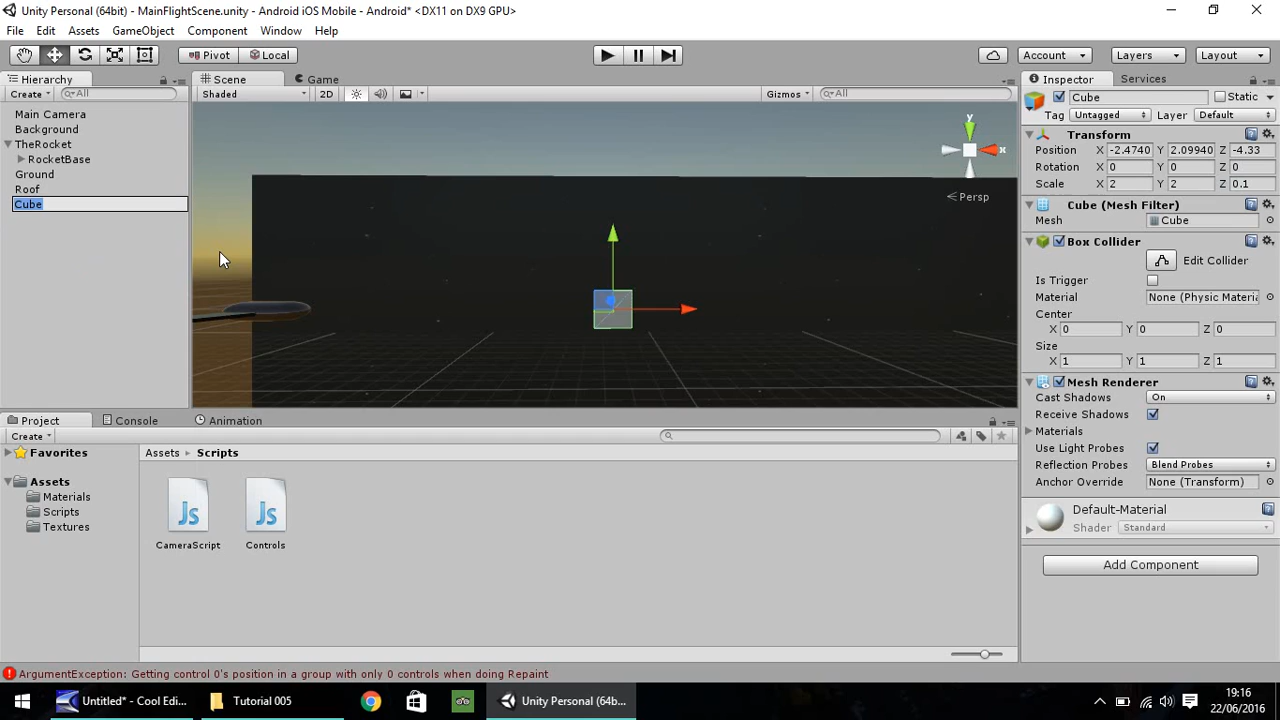 Unity Personal (64bit) - MainFlightScene.unity - Android iOS Mobile - Android* <DX11 on DX9 GPU>
File Edit Assets GameObject Component Window Help
Pivot Local Account Layers Layout
Hierarchy Scene Game Inspector Services
Create All Shaded 2D Gizmos All Cube Static
Tag Untagged Layer Default
Main Camera
Background
TheRocket
RocketBase
Ground
Roof
Cube
y
x
Persp
Transform
Position X -2.4740 Y 2.09940 Z -4.33
Rotation X 0 Y 0 Z 0
Scale X 2 Y 2 Z 0.1
Cube (Mesh Filter)
Mesh Cube
Box Collider
Edit Collider
Is Trigger
Material None (Physic Materia
Center
X 0 Y 0 Z 0
Size
X 1 Y 1 Z 1
Mesh Renderer
Cast Shadows On
Receive Shadows
Materials
Use Light Probes
Reflection Probes Blend Probes
Anchor Override None (Transform)
Default-Material
Shader Standard
Add Component
Project Console Animation
Create
Favorites
Assets
Materials
Scripts
Textures
Assets Scripts
Js Js
CameraScript Controls
ArgumentException: Getting control 0's position in a group with only 0 controls when doing Repaint
Untitled* - Cool Edi... Tutorial 005 Unity Personal (64b...
19:16
22/06/2016